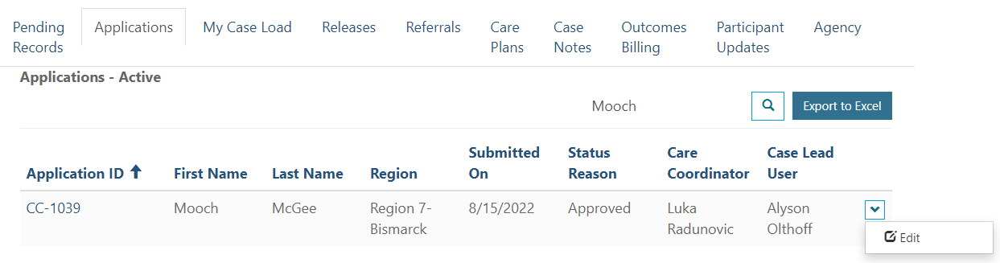 Pending Records Applications My Case Load Releases Referrals Care Plans Case Notes Outcomes Billing Participant Updates Agency
Applications - Active
Mooch Export to Excel
Application ID First Name Last Name Region Submitted On Status Reason Care Coordinator Case Lead User
CC-1039 Mooch McGee Region 7-Bismarck 8/15/2022 Approved Luka Radunovic Alyson Olthoff
Edit